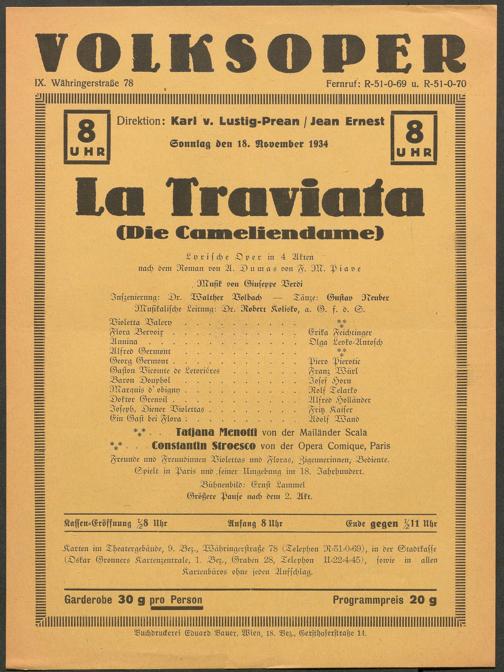 VOLKSOPER
IX. Währingerstraße 78 Fernruf: R-51-0-69 u. R-51-0-70
8 UHR
Direktion: Karl v. Lustig-Prean / Jean Ernest
8 UHR
Sonntag den 18. November 1934
La Traviata
(Die Cameliendame)
Lyrische Oper in 4 Akten
nach dem Roman von A. Dumas von F. M. Piave
Musik von Giuseppe Verdi
Inszenierung: Dr. Walther Volbach — Tänze: Gustav Neuber
Musikalische Leitung: Dr. Robert Kolisko, a. G. f. d. S.
Violetta Valery . . . . . . . . . . ***
Flora Bervoix . . . . . . . . . . Erika Feichtinger
Annina . . . . . . . . . . Olga Levko-Antosch
Alfred Germont . . . . . . . . . . ***
Georg Germont . . . . . . . . . . Piero Pierotic
Gaston Vicomte de Letorières . . . . . . . . . . Franz Würl
Baron Douphol . . . . . . . . . . Josef Horn
Marquis d'obigny . . . . . . . . . . Rolf Telasko
Doktor Grenvil . . . . . . . . . . Alfred Holländer
Joseph, Diener Violettas . . . . . . . . . . Fritz Kaiser
Ein Gast bei Flora . . . . . . . . . . Adolf Wand
*** . . Tatjana Menotti von der Mailänder Scala
*** . . Constantin Stroesco von der Opera Comique, Paris
Freunde und Freundinnen Violettas und Floras, Zigeunerinnen, Bediente.
Spielt in Paris und seiner Umgebung im 18. Jahrhundert.
Bühnenbild: Ernst Lammel
Größere Pause nach dem 2. Akt.
Kassen-Eröffnung ½8 Uhr Anfang 8 Uhr Ende gegen ½11 Uhr
Karten im Theatergebäude, 9. Bez., Währingerstraße 78 (Telephon R-51-0-69), in der Stadtkasse
(Oskar Gronners Kartenzentrale, 1. Bez., Graben 28, Telephon U-22-4-45), sowie in allen
Kartenbüros ohne jeden Aufschlag.
Garderobe 30 g pro Person Programmpreis 20 g
Buchdruckerei Eduard Bauer, Wien, 18. Bez., Gersthoferstraße 14.